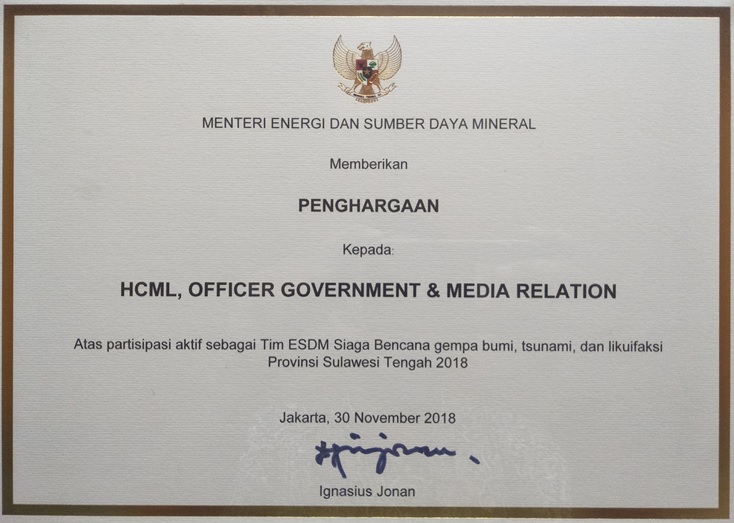 MENTERI ENERGI DAN SUMBER DAYA MINERAL
Memberikan
PENGHARGAAN
Kepada:
HCML, OFFICER GOVERNMENT & MEDIA RELATION
Atas partisipasi aktif sebagai Tim ESDM Siaga Bencana gempa bumi, tsunami, dan likuifaksi
Provinsi Sulawesi Tengah 2018
Jakarta, 30 November 2018
Ignasius Jonan